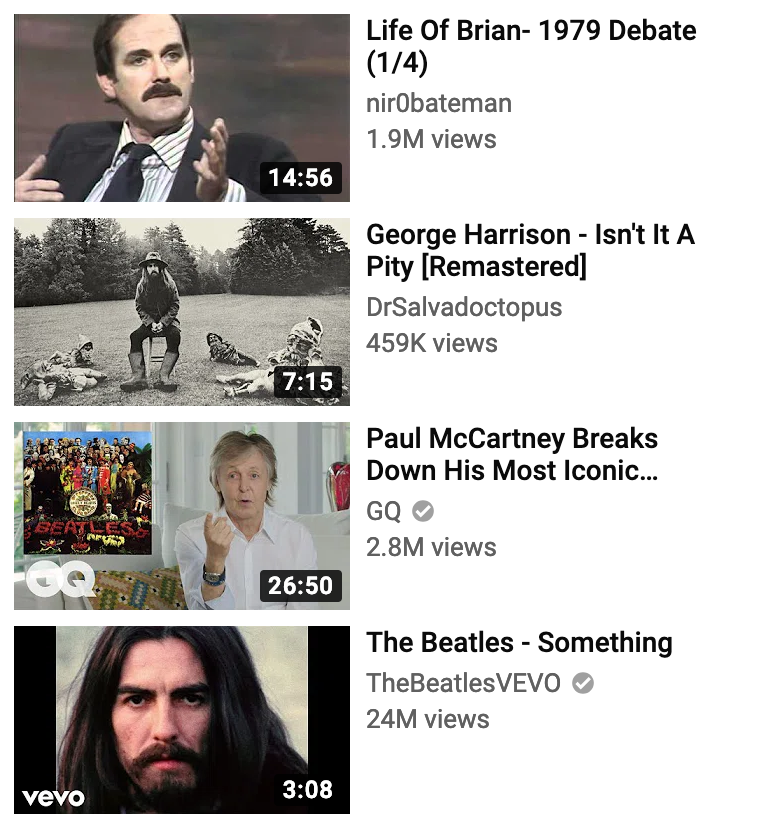 14:56
Life Of Brian- 1979 Debate
(1/4)
nir0bateman
1.9M views
7:15
George Harrison - Isn't It A
Pity [Remastered]
DrSalvadoctopus
459K views
BEATLES
GQ
26:50
Paul McCartney Breaks
Down His Most Iconic...
GQ
2.8M views
vevo
3:08
The Beatles - Something
TheBeatlesVEVO
24M views